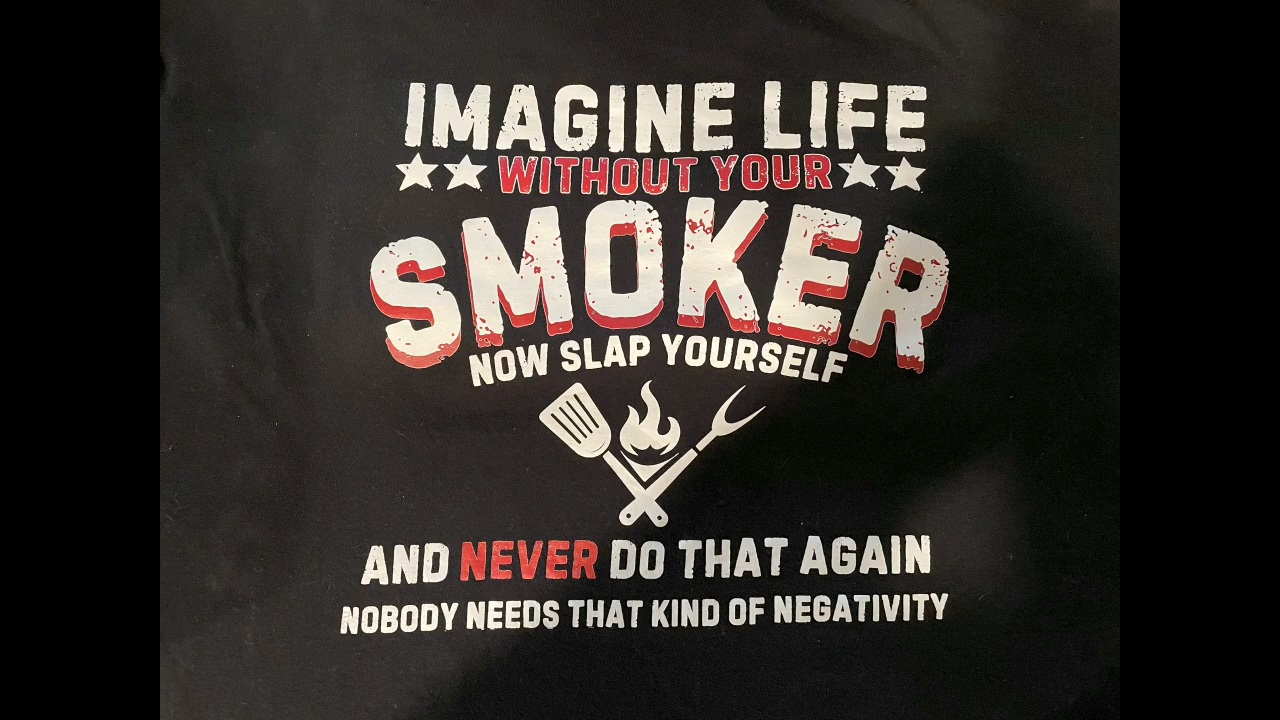 IMAGINE LIFE
WITHOUT YOUR
SMOKER
NOW SLAP YOURSELF
AND NEVER DO THAT AGAIN
NOBODY NEEDS THAT KIND OF NEGATIVITY